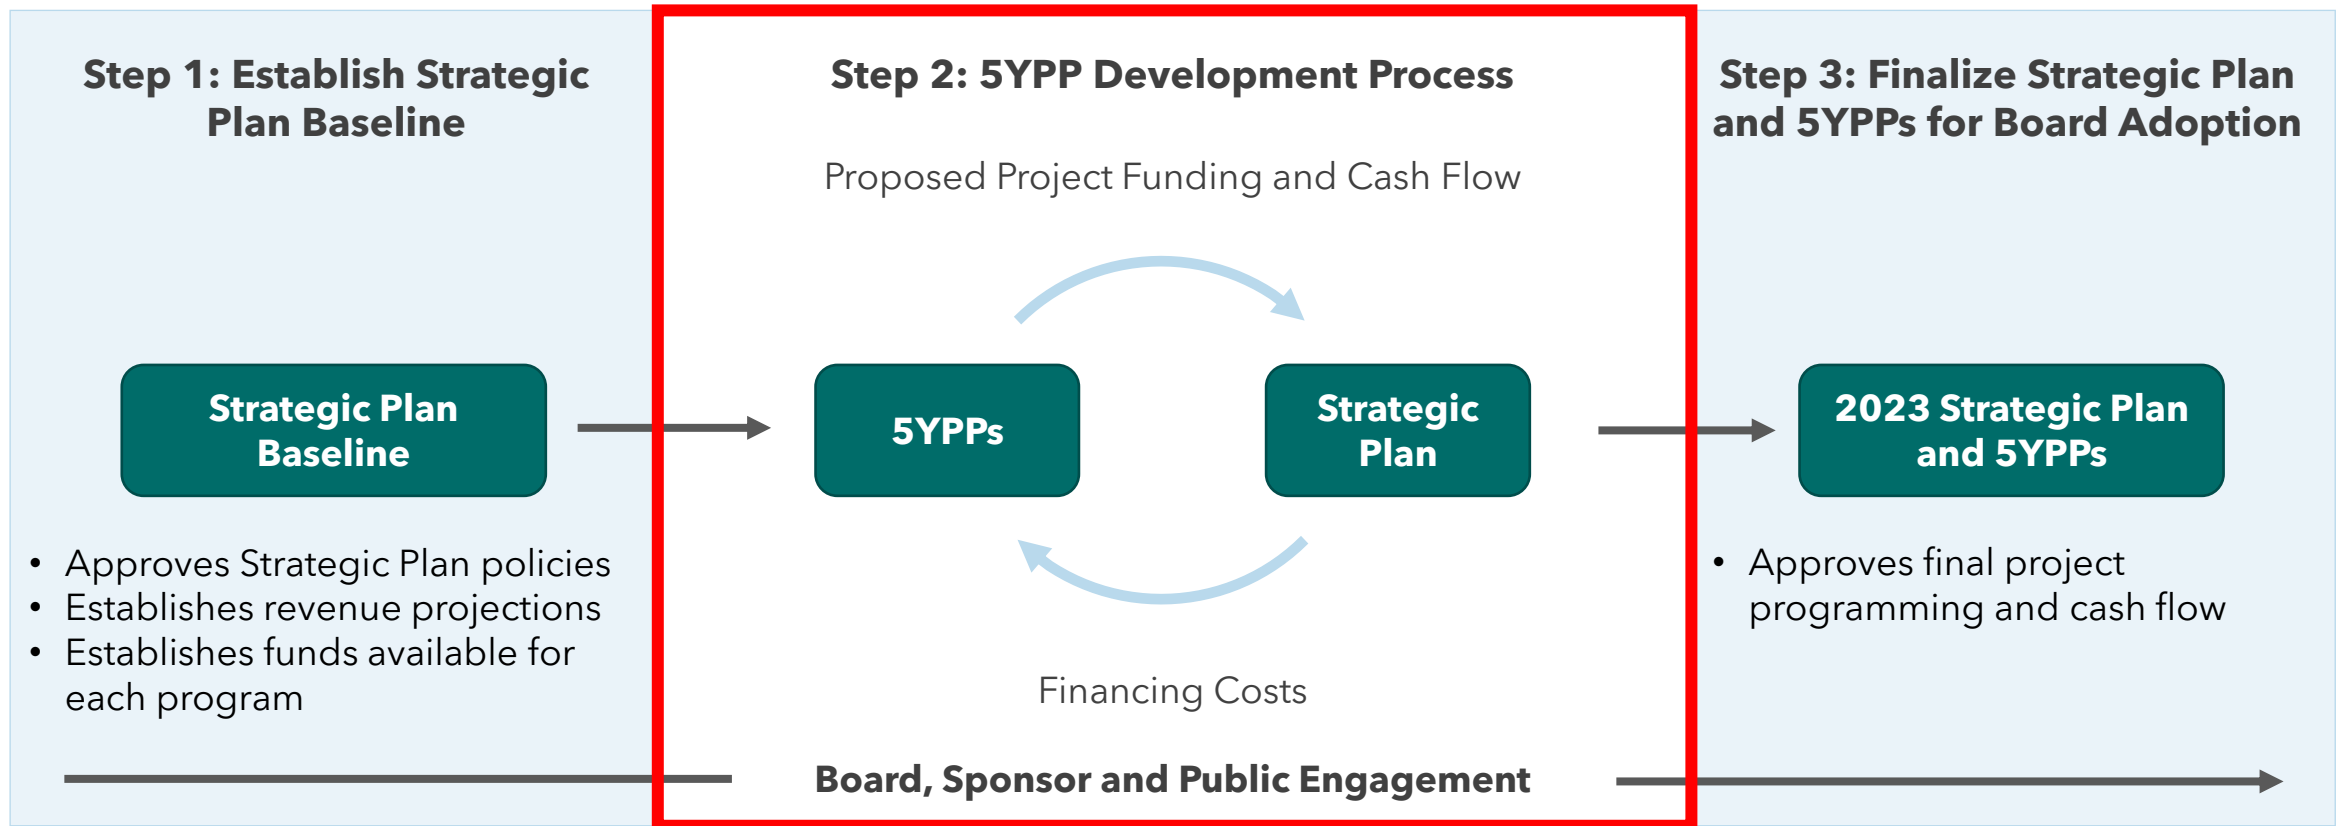 Step 1: Establish Strategic
Plan Baseline
Strategic Plan
Baseline
• Approves Strategic Plan policies
• Establishes revenue projections
• Establishes funds available for
each program
Step 2: 5YPP Development Process
Proposed Project Funding and Cash Flow
5YPPs
Strategic
Plan
Financing Costs
Board, Sponsor and Public Engagement
Step 3: Finalize Strategic Plan
and 5YPPs for Board Adoption
2023 Strategic Plan
and 5YPPs
• Approves final project
programming and cash flow